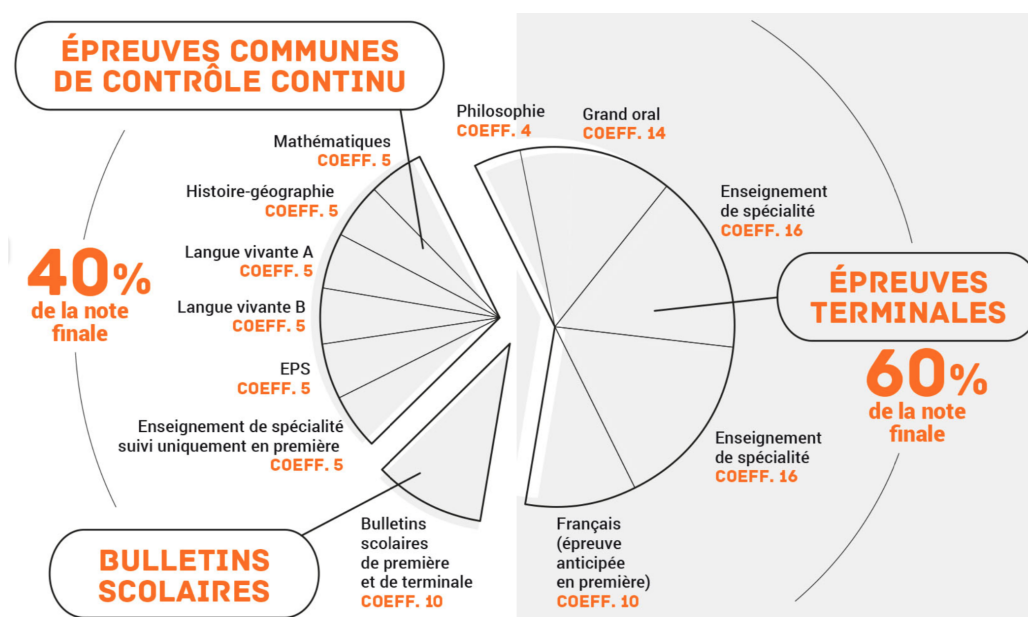 ÉPREUVES COMMUNES
DE CONTRÔLE CONTINU
Mathématiques
COEFF. 5
Histoire-géographie
COEFF. 5
Langue vivante A
COEFF. 5
Langue vivante B
COEFF. 5
EPS
COEFF. 5
Enseignement de spécialité
suivi uniquement en première
COEFF. 5
40%
de la note
finale
BULLETINS
SCOLAIRES
Bulletins
scolaires
de première
et de terminale
COEFF. 10
Philosophie
COEFF. 4
Grand oral
COEFF. 14
Enseignement
de spécialité
COEFF. 16
ÉPREUVES
TERMINALES
60%
de la note
finale
Enseignement
de spécialité
COEFF. 16
Français
(épreuve
anticipée
en première)
COEFF. 10